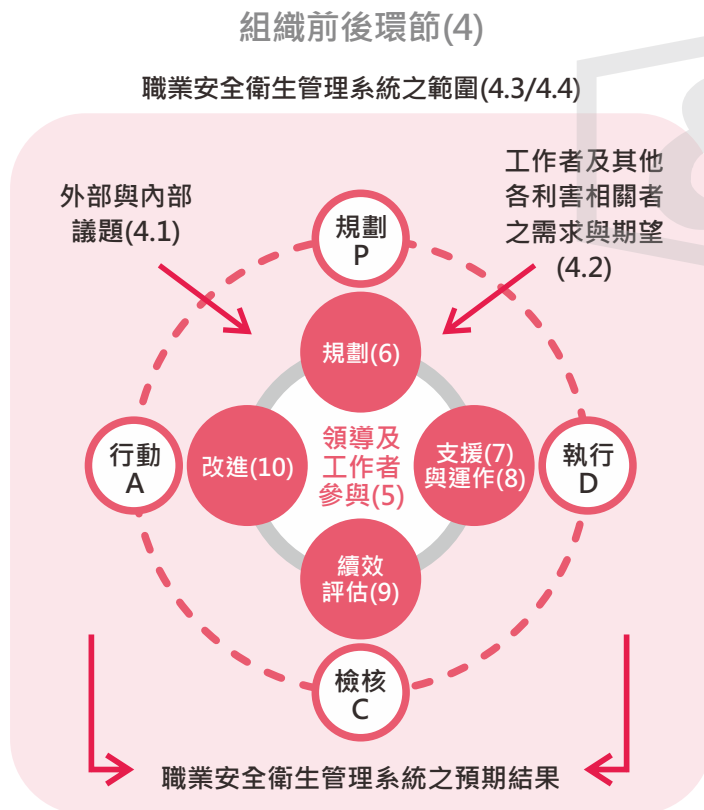 組織前後環節(4)
職業安全衛生管理系統之範圍(4.3/4.4)
外部與內部
議題(4.1)
工作者及其他
各利害相關者
之需求與期望
(4.2)
規劃
P
規劃(6)
行動
A
改進(10)
領導及
工作者
參與(5)
支援(7)
與運作(8)
執行
D
績效
評估(9)
檢核
C
職業安全衛生管理系統之預期結果